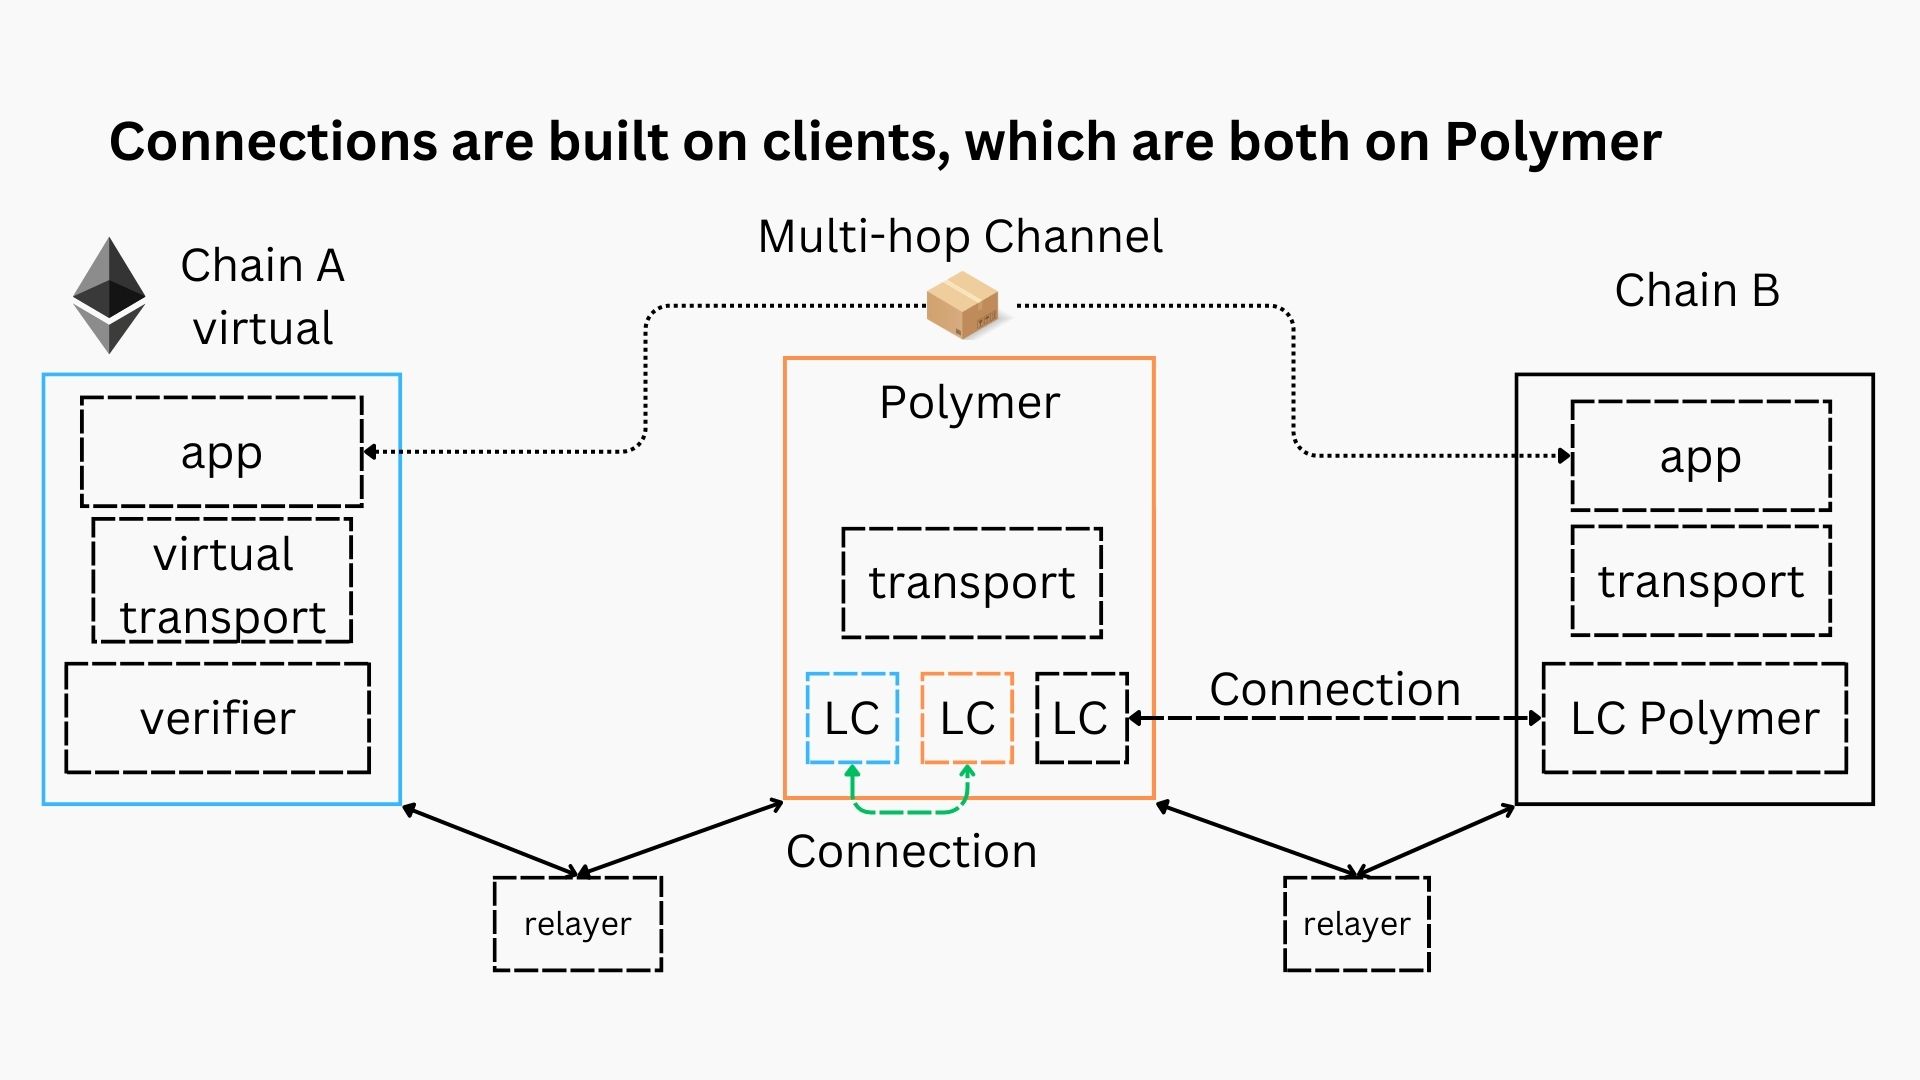 Connections are built on clients, which are both on Polymer
Multi-hop Channel
Chain A
virtual
Chain B
app
virtual
transport
verifier
Polymer
transport
LC
LC
LC
Connection
Connection
app
transport
LC Polymer
relayer
relayer